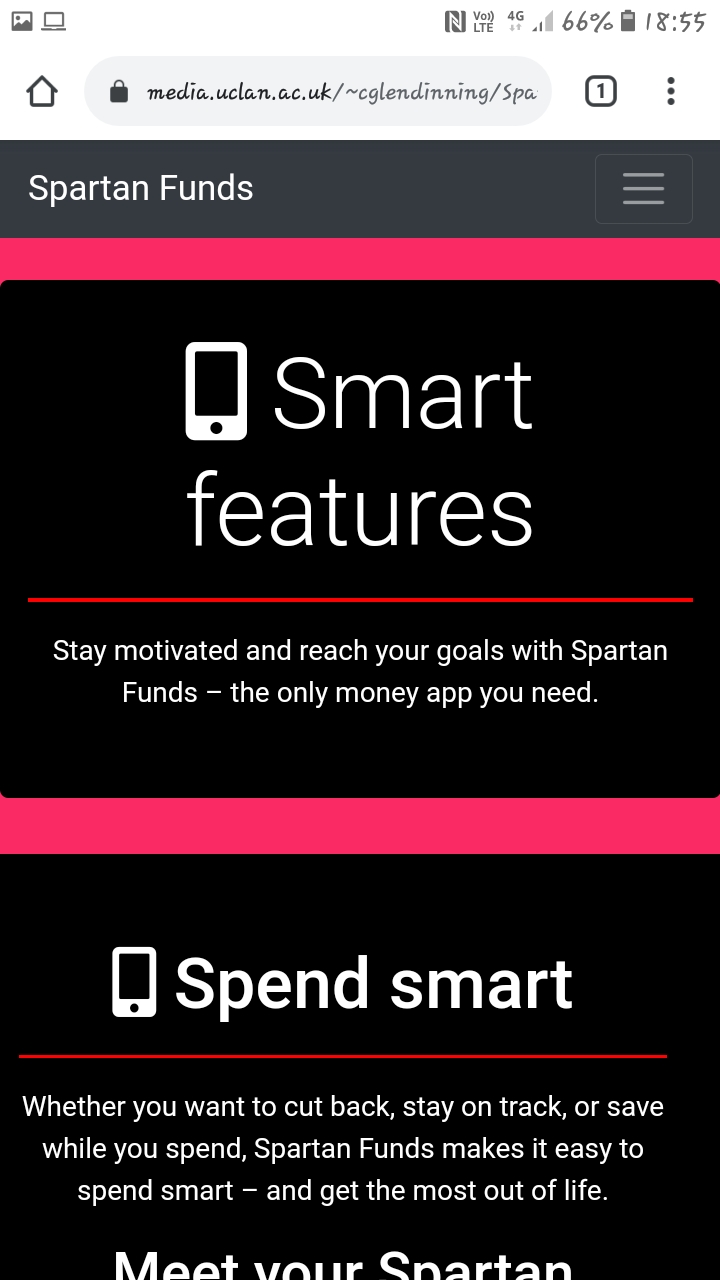 Vo)) LTE 4G 66% 18:55
media.uclan.ac.uk/~cglendinning/Spa
1
Spartan Funds
Smart
features
Stay motivated and reach your goals with Spartan
Funds – the only money app you need.
Spend smart
Whether you want to cut back, stay on track, or save
while you spend, Spartan Funds makes it easy to
spend smart – and get the most out of life.
Meet your Spartan